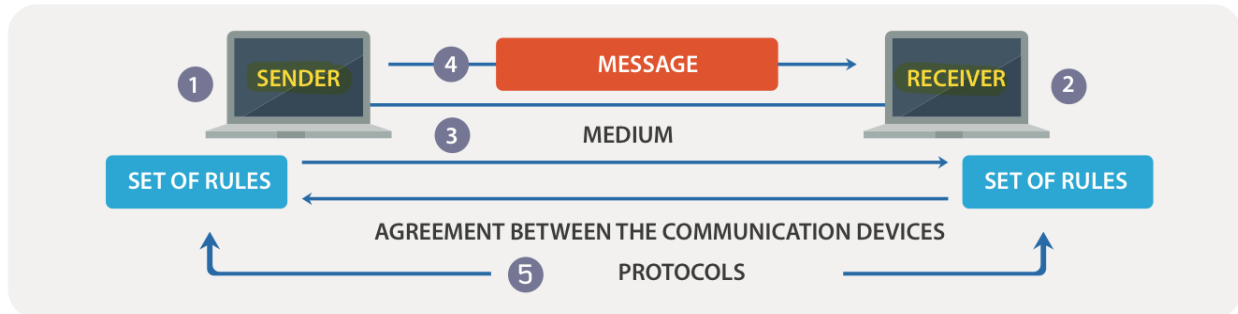 1
SENDER
4
MESSAGE
RECEIVER
2
3
MEDIUM
SET OF RULES
SET OF RULES
AGREEMENT BETWEEN THE COMMUNICATION DEVICES
5
PROTOCOLS